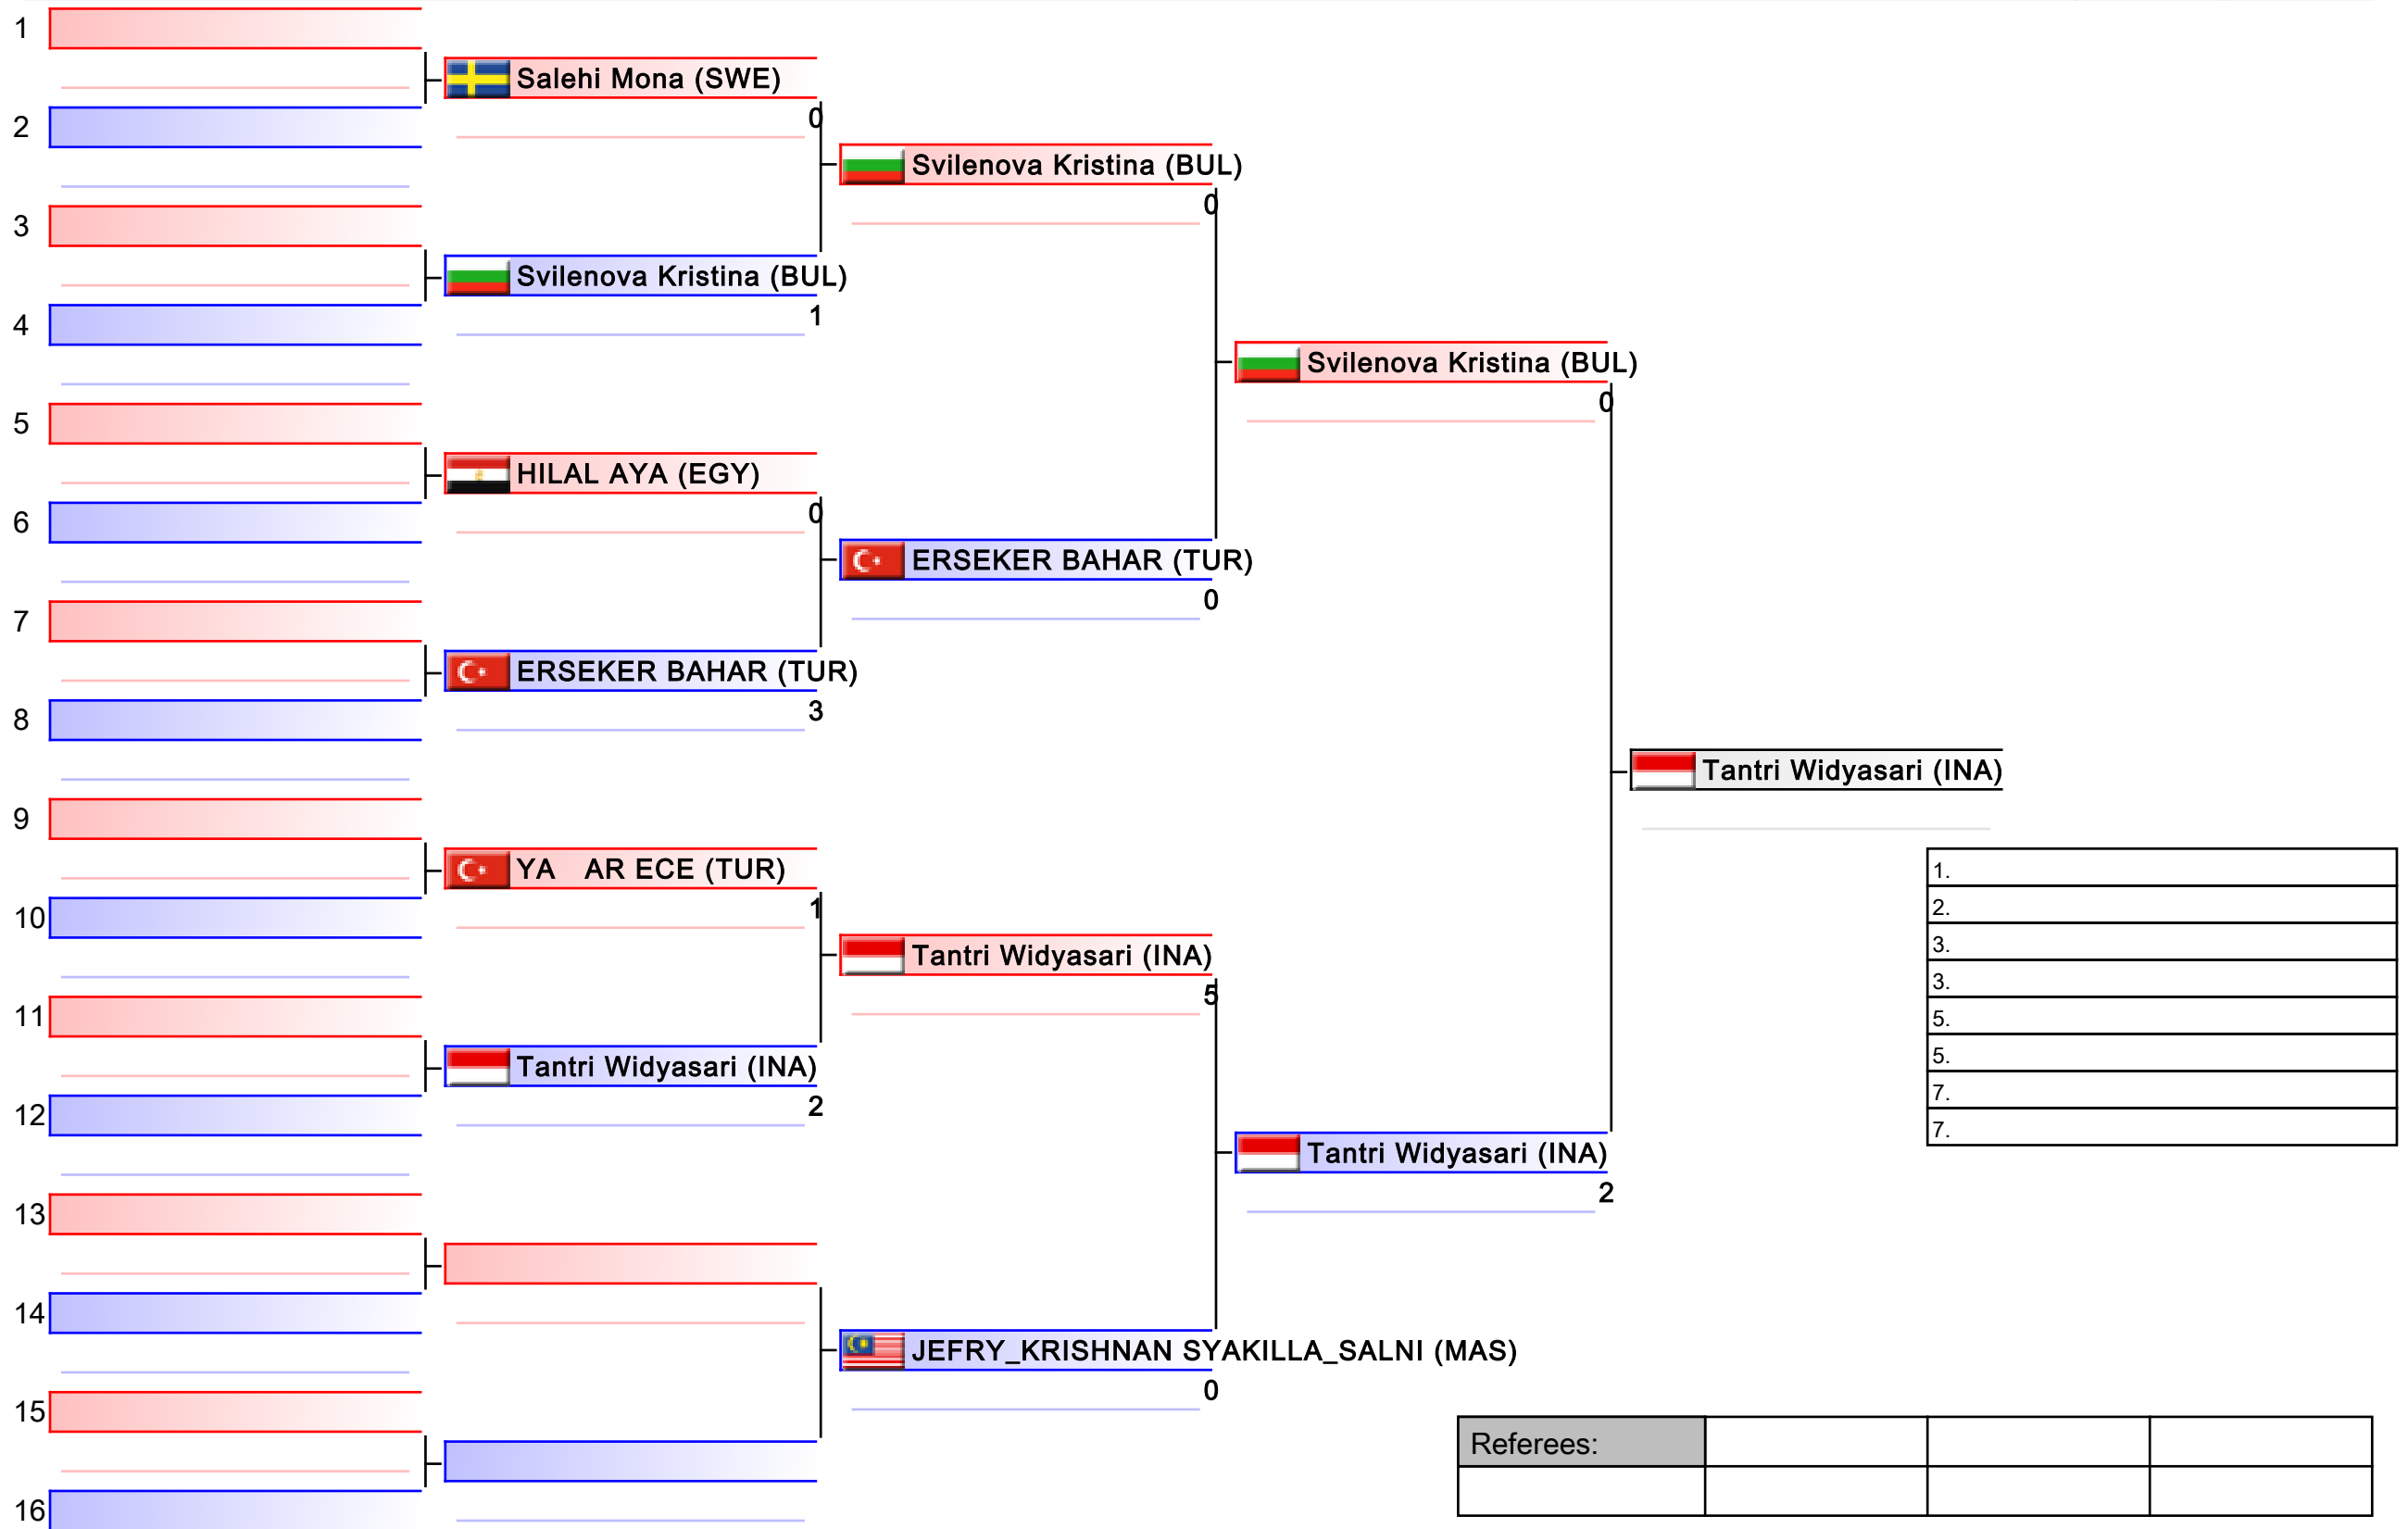 1
Salehi Mona (SWE)
0
2
Svilenova Kristina (BUL)
0
3
Svilenova Kristina (BUL)
1
4
Svilenova Kristina (BUL)
0
5
HILAL AYA (EGY)
0
6
ERSEKER BAHAR (TUR)
0
7
ERSEKER BAHAR (TUR)
3
8
Tantri Widyasari (INA)
9
YA AR ECE (TUR)
1
10
Tantri Widyasari (INA)
5
11
Tantri Widyasari (INA)
2
12
Tantri Widyasari (INA)
2
13
14
JEFRY_KRISHNAN SYAKILLA_SALNI (MAS)
0
15
16
1.
2.
3.
3.
5.
5.
7.
7.
Referees: